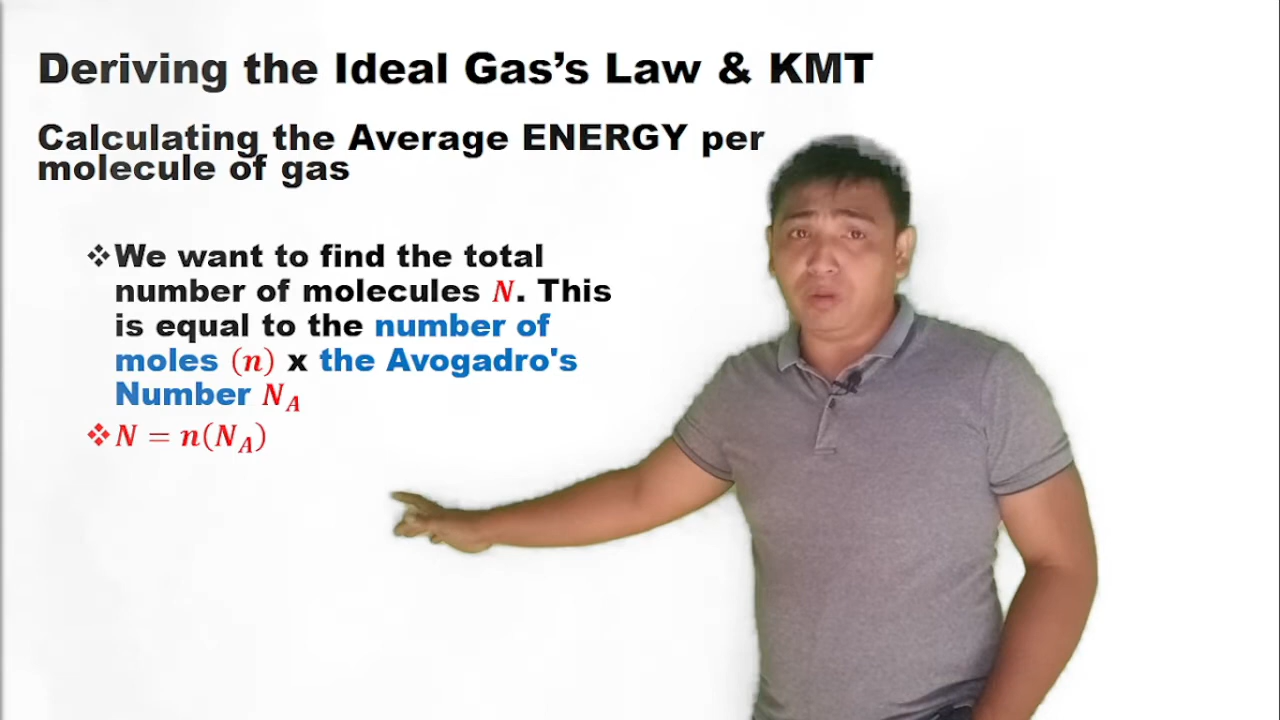 Deriving the Ideal Gas’s Law & KMT
Calculating the Average ENERGY per
molecule of gas
❖We want to find the total
number of molecules N. This
is equal to the number of
moles (n) x the Avogadro's
Number N_A
❖N = n(N_A)